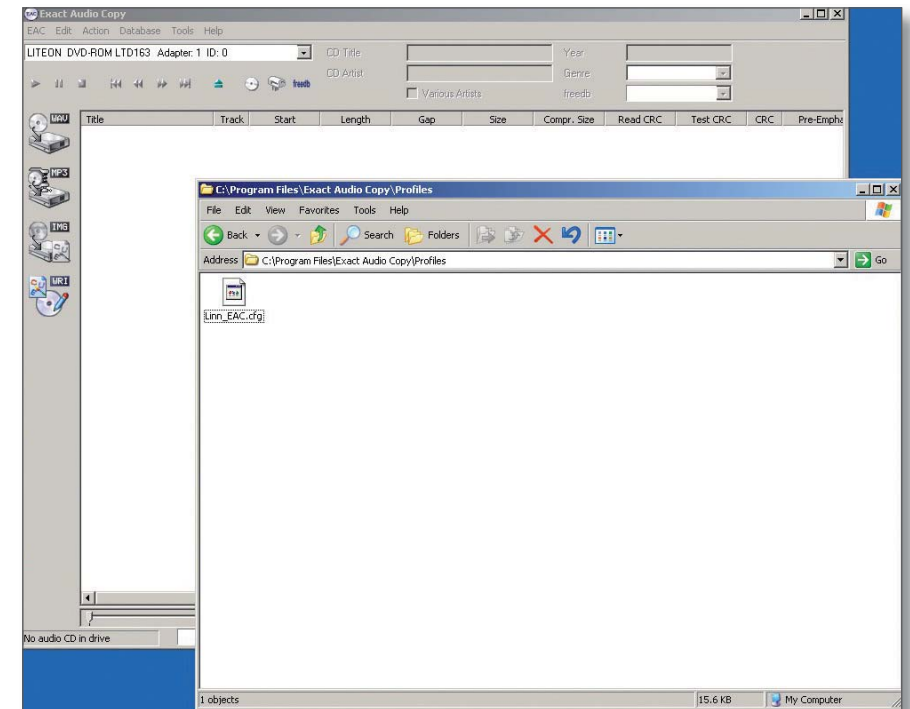 Exact Audio Copy
EAC Edit Action Database Tools Help
LITEON DVD-ROM LTD163 Adapter: 1 ID: 0
CD Title
Year
CD Artist
Genre
Various Artists
freedb
freedb
WAV
MP3
IMG
WRI
Title Track Start Length Gap Size Compr. Size Read CRC Test CRC CRC Pre-Empha
C:\Program Files\Exact Audio Copy\Profiles
File Edit View Favorites Tools Help
Back Search Folders
Address C:\Program Files\Exact Audio Copy\Profiles Go
Linn_EAC.cfg
No audio CD in drive
1 objects 15.6 KB My Computer